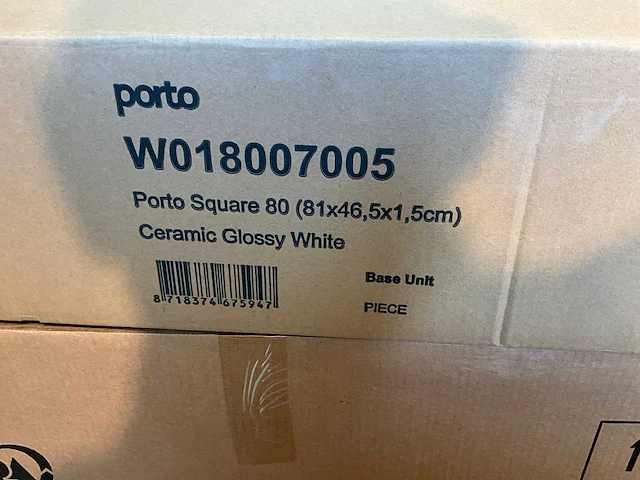 porto
W018007005
Porto Square 80 (81x46,5x1,5cm)
Ceramic Glossy White
8 718374 675947
Base Unit
PIECE